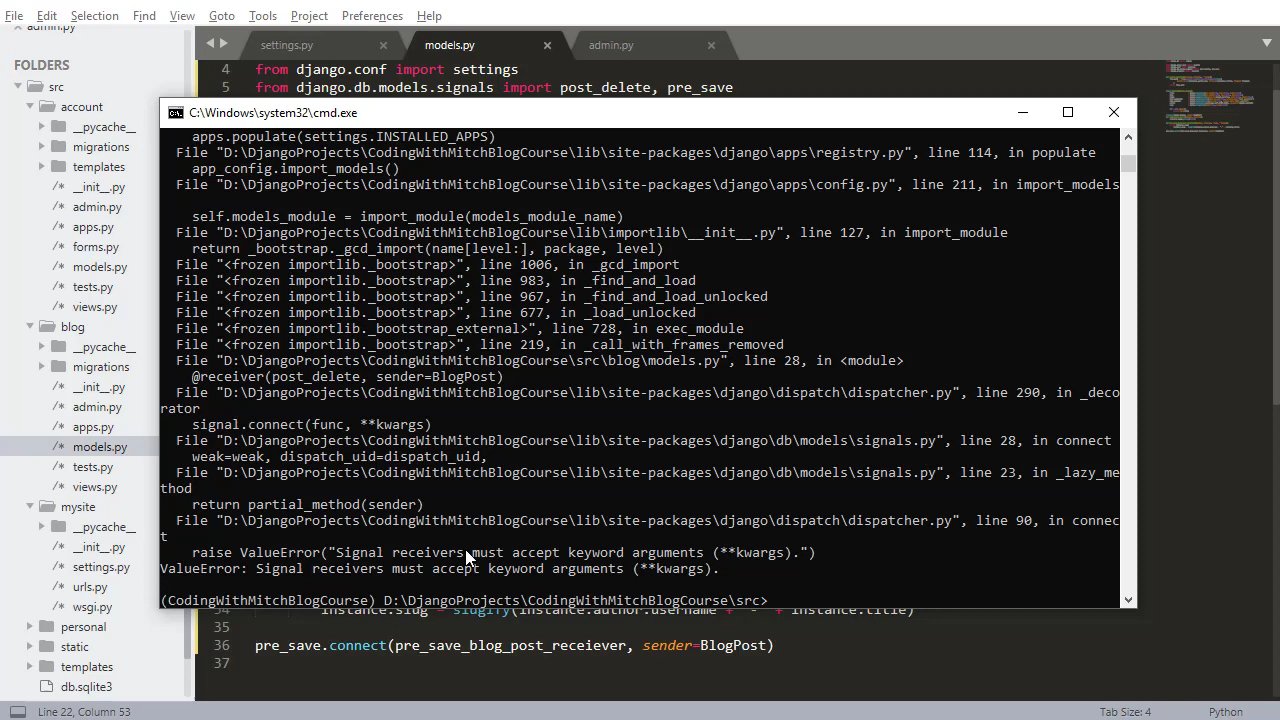 File Edit Selection Find View Goto Tools Project Preferences Help
admin.py
FOLDERS
src
account
__pycache__
migrations
templates
/* __init__.py
/* admin.py
/* apps.py
/* forms.py
/* models.py
/* tests.py
/* views.py
blog
__pycache__
migrations
/* __init__.py
/* admin.py
/* apps.py
/* models.py
/* tests.py
/* views.py
mysite
__pycache__
/* __init__.py
/* settings.py
/* urls.py
/* wsgi.py
personal
static
templates
db.sqlite3
settings.py × models.py × admin.py ×
4 from django.conf import settings
5 from django.db.models.signals import post_delete, pre_save
C:\Windows\system32\cmd.exe
apps.populate(settings.INSTALLED_APPS)
File "D:\DjangoProjects\CodingWithMitchBlogCourse\lib\site-packages\django\apps\registry.py", line 114, in populate
app_config.import_models()
File "D:\DjangoProjects\CodingWithMitchBlogCourse\lib\site-packages\django\apps\config.py", line 211, in import_models
self.models_module = import_module(models_module_name)
File "D:\DjangoProjects\CodingWithMitchBlogCourse\lib\importlib\__init__.py", line 127, in import_module
return _bootstrap._gcd_import(name[level:], package, level)
File "<frozen importlib._bootstrap>", line 1006, in _gcd_import
File "<frozen importlib._bootstrap>", line 983, in _find_and_load
File "<frozen importlib._bootstrap>", line 967, in _find_and_load_unlocked
File "<frozen importlib._bootstrap>", line 677, in _load_unlocked
File "<frozen importlib._bootstrap_external>", line 728, in exec_module
File "<frozen importlib._bootstrap>", line 219, in _call_with_frames_removed
File "D:\DjangoProjects\CodingWithMitchBlogCourse\src\blog\models.py", line 28, in <module>
@receiver(post_delete, sender=BlogPost)
File "D:\DjangoProjects\CodingWithMitchBlogCourse\lib\site-packages\django\dispatch\dispatcher.py", line 290, in _deco
rator
signal.connect(func, **kwargs)
File "D:\DjangoProjects\CodingWithMitchBlogCourse\lib\site-packages\django\db\models\signals.py", line 28, in connect
weak=weak, dispatch_uid=dispatch_uid,
File "D:\DjangoProjects\CodingWithMitchBlogCourse\lib\site-packages\django\db\models\signals.py", line 23, in _lazy_me
thod
return partial_method(sender)
File "D:\DjangoProjects\CodingWithMitchBlogCourse\lib\site-packages\django\dispatch\dispatcher.py", line 90, in connec
t
raise ValueError("Signal receivers must accept keyword arguments (**kwargs).")
ValueError: Signal receivers must accept keyword arguments (**kwargs).
(CodingWithMitchBlogCourse) D:\DjangoProjects\CodingWithMitchBlogCourse\src>
34 instance.slug = slugify(instance.author.username + "-" + instance.title)
35
36 pre_save.connect(pre_save_blog_post_receiever, sender=BlogPost)
37
Line 22, Column 53 Tab Size: 4 Python